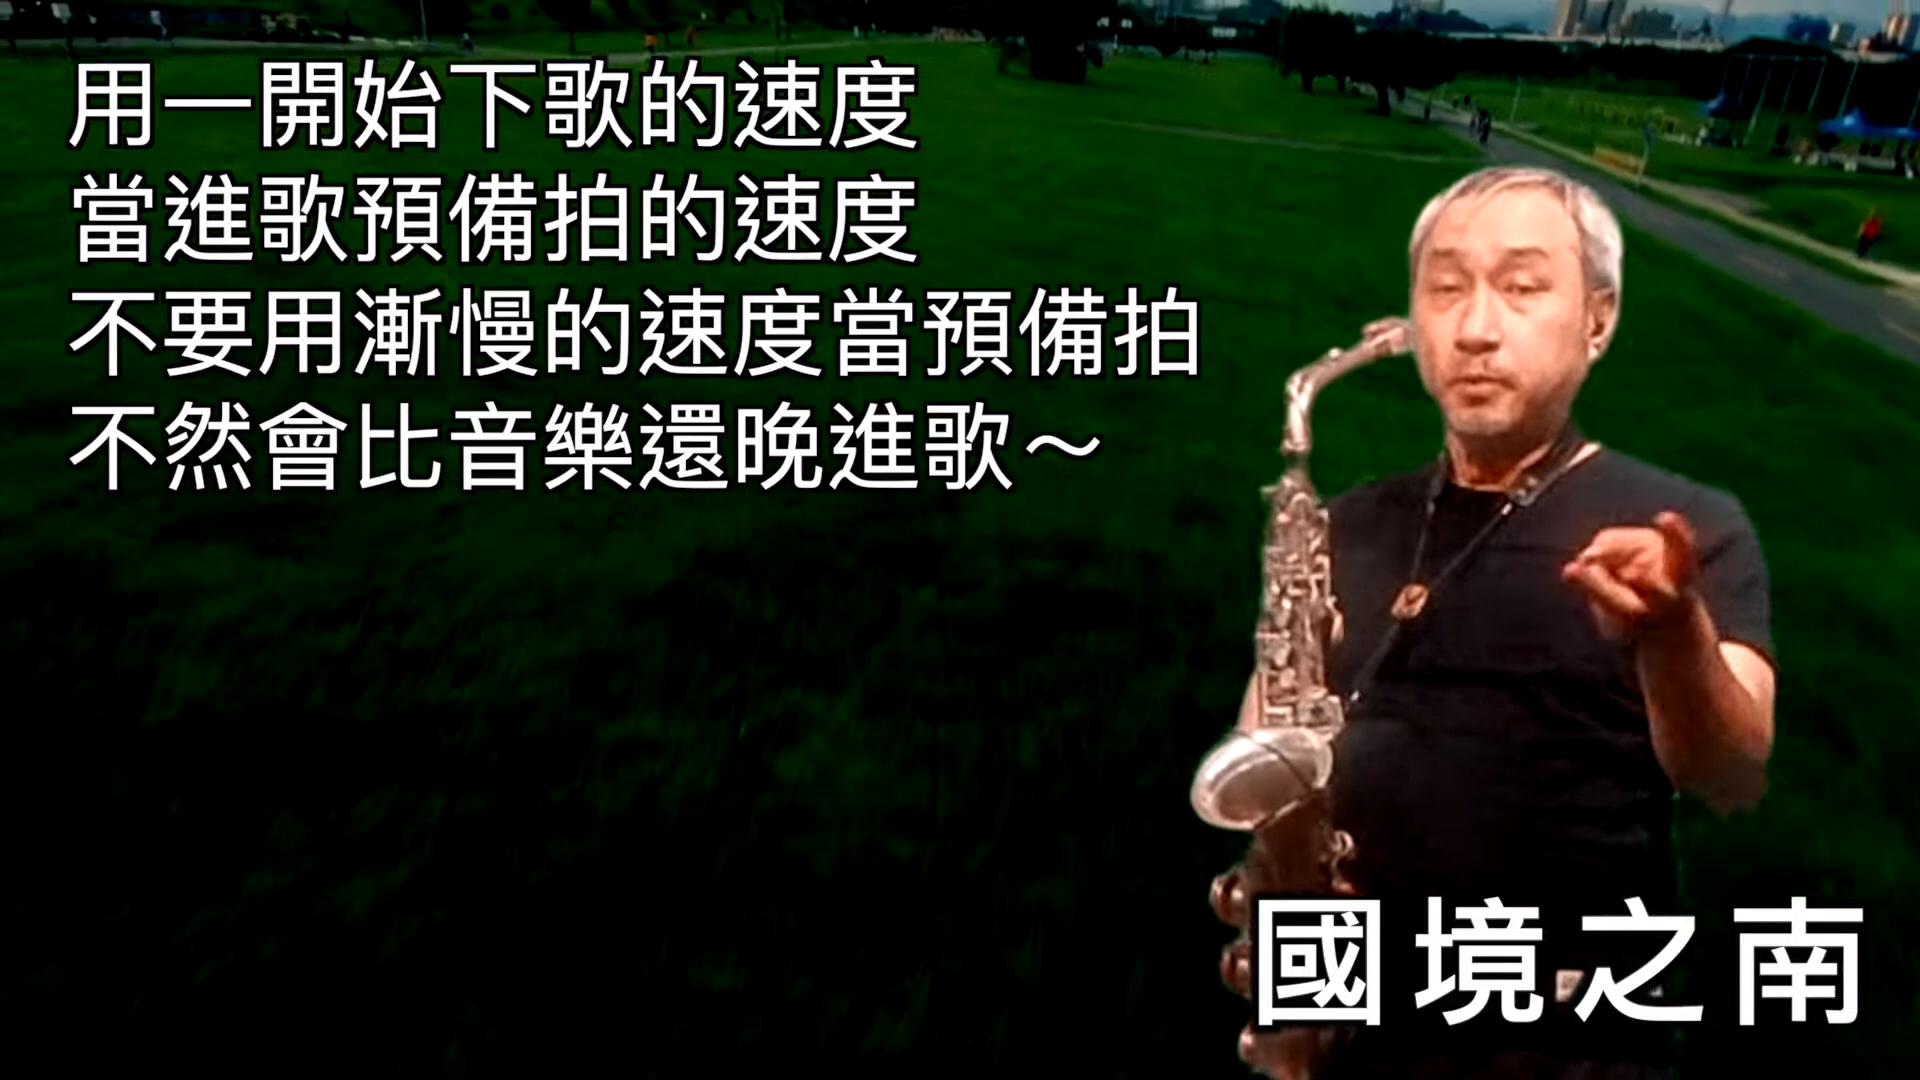 用一開始下歌的速度
當進歌預備拍的速度
不要用漸慢的速度當預備拍
不然會比音樂還晚進歌～
國境之南